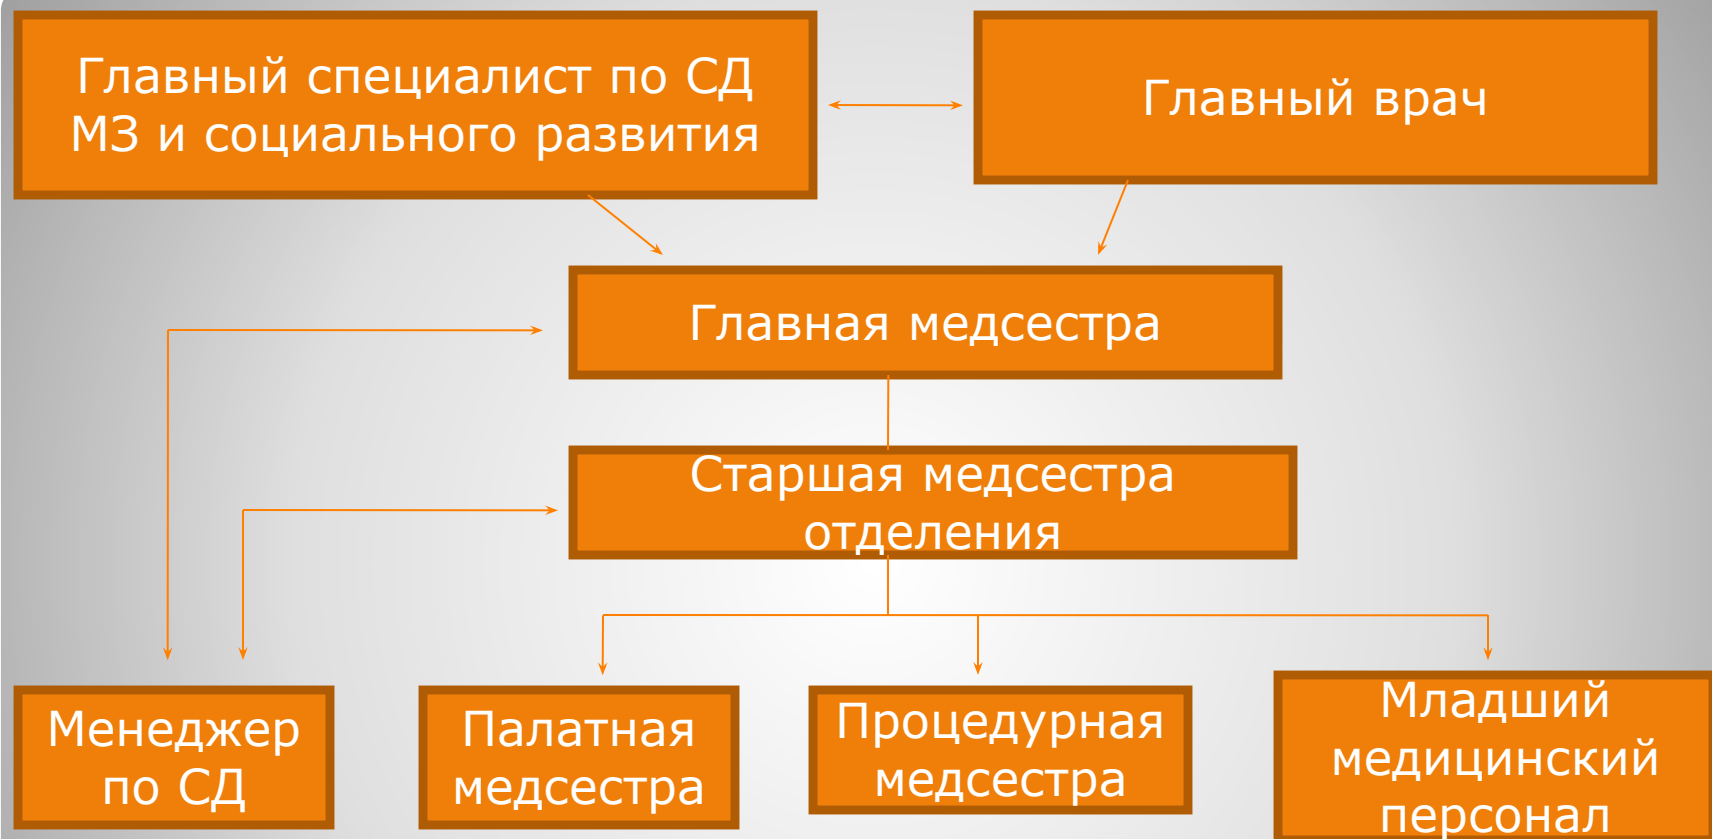 Главный специалист по СД
МЗ и социального развития
Главный врач
Главная медсестра
Старшая медсестра
отделения
Менеджер
по СД
Палатная
медсестра
Процедурная
медсестра
Младший
медицинский
персонал